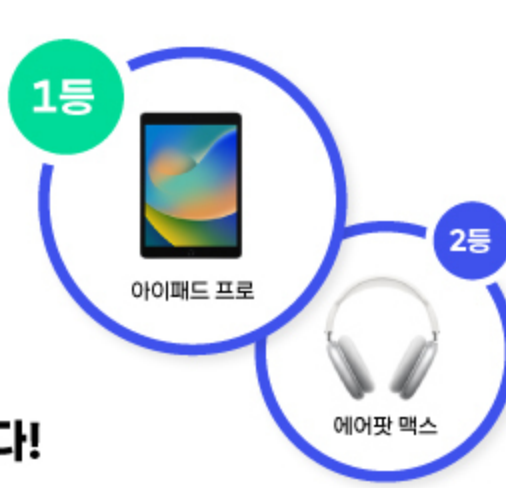 1등
아이패드 프로
2등
에어팟 맥스
다!